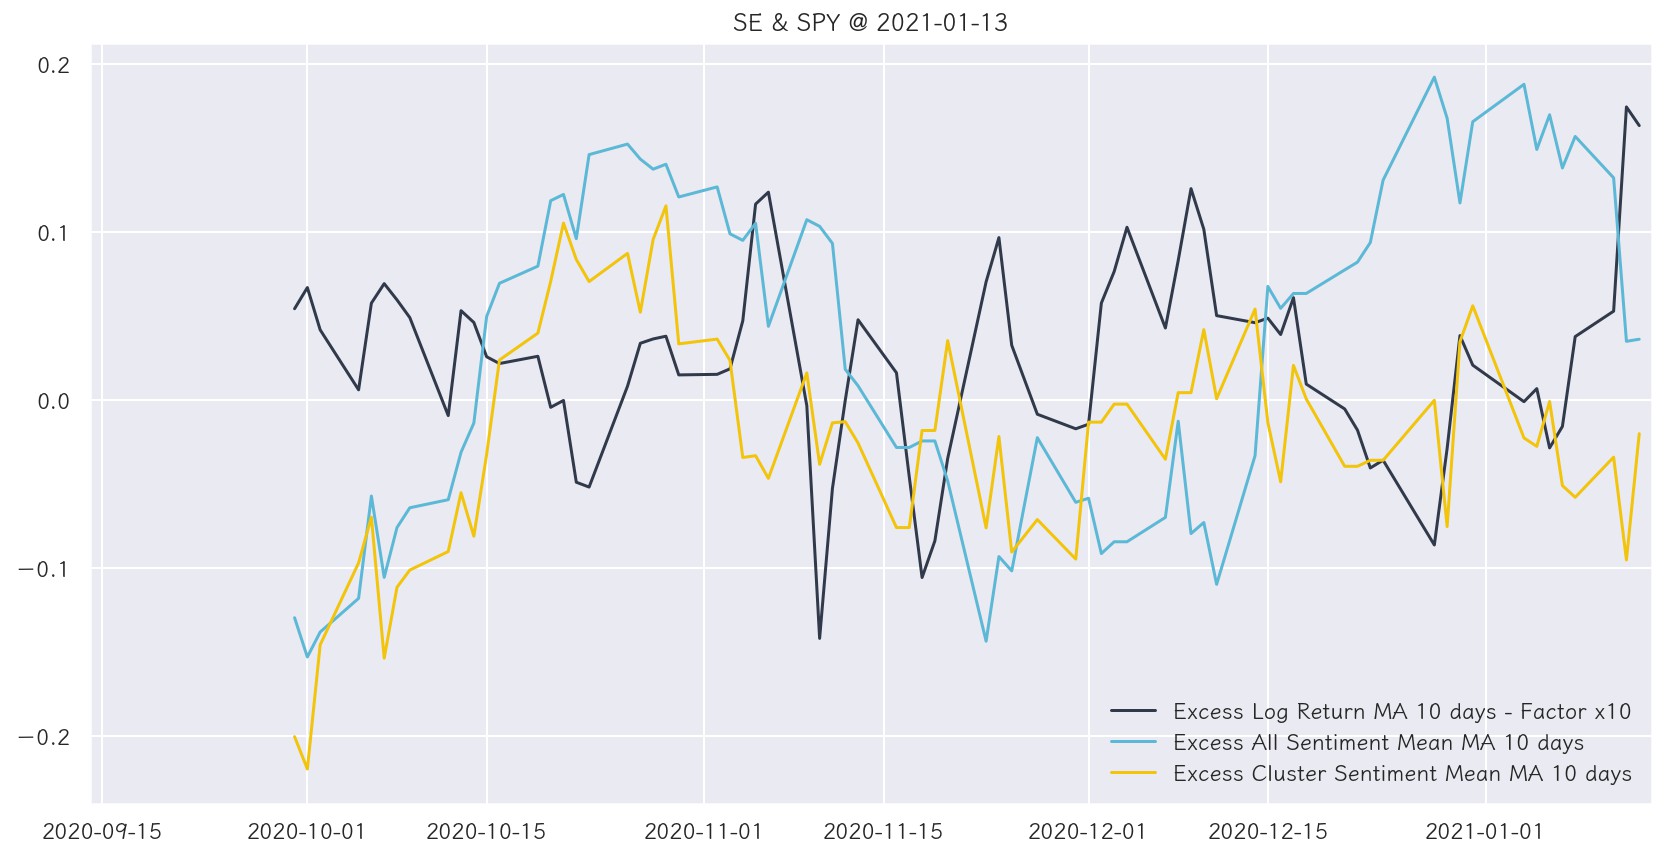 SE & SPY @ 2021-01-13
0.2
0.1
0.0
−0.1
−0.2
Excess Log Return MA 10 days - Factor x10
Excess All Sentiment Mean MA 10 days
Excess Cluster Sentiment Mean MA 10 days
2020-09-15 2020-10-01 2020-10-15 2020-11-01 2020-11-15 2020-12-01 2020-12-15 2021-01-01